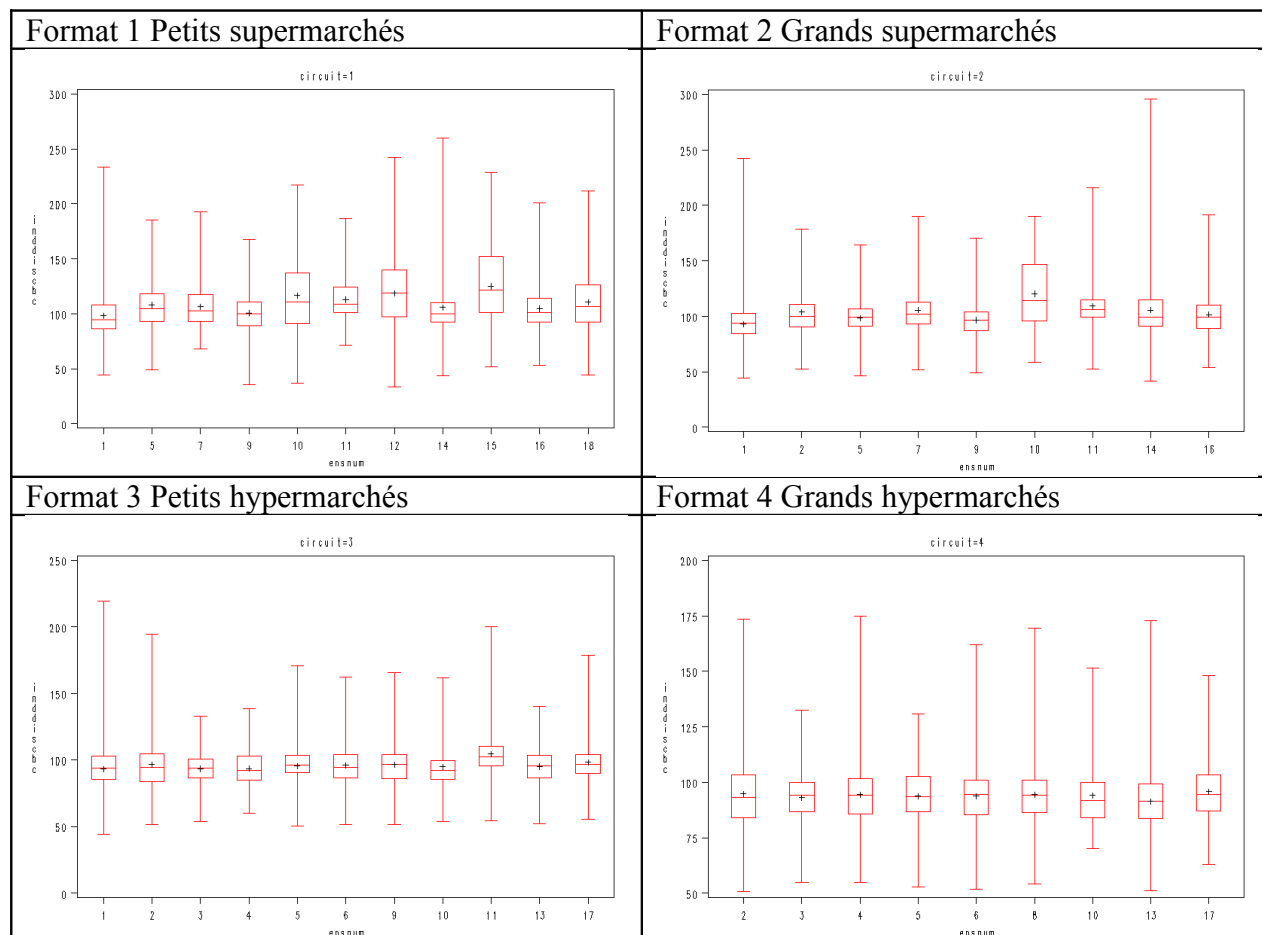 Format 1 Petits supermarchés
circuit=1
300
250
200
150
100
50
0
inddiscbc
1 5 7 9 10 11 12 14 15 16 18
ensnum
Format 2 Grands supermarchés
circuit=2
300
250
200
150
100
50
0
inddiscbc
1 2 5 7 9 10 11 14 16
ensnum
Format 3 Petits hypermarchés
circuit=3
250
200
150
100
50
0
inddiscbc
1 2 3 4 5 6 9 10 11 13 17
ensnum
Format 4 Grands hypermarchés
circuit=4
200
175
150
125
100
75
50
inddiscbc
2 3 4 5 6 8 10 13 17
ensnum